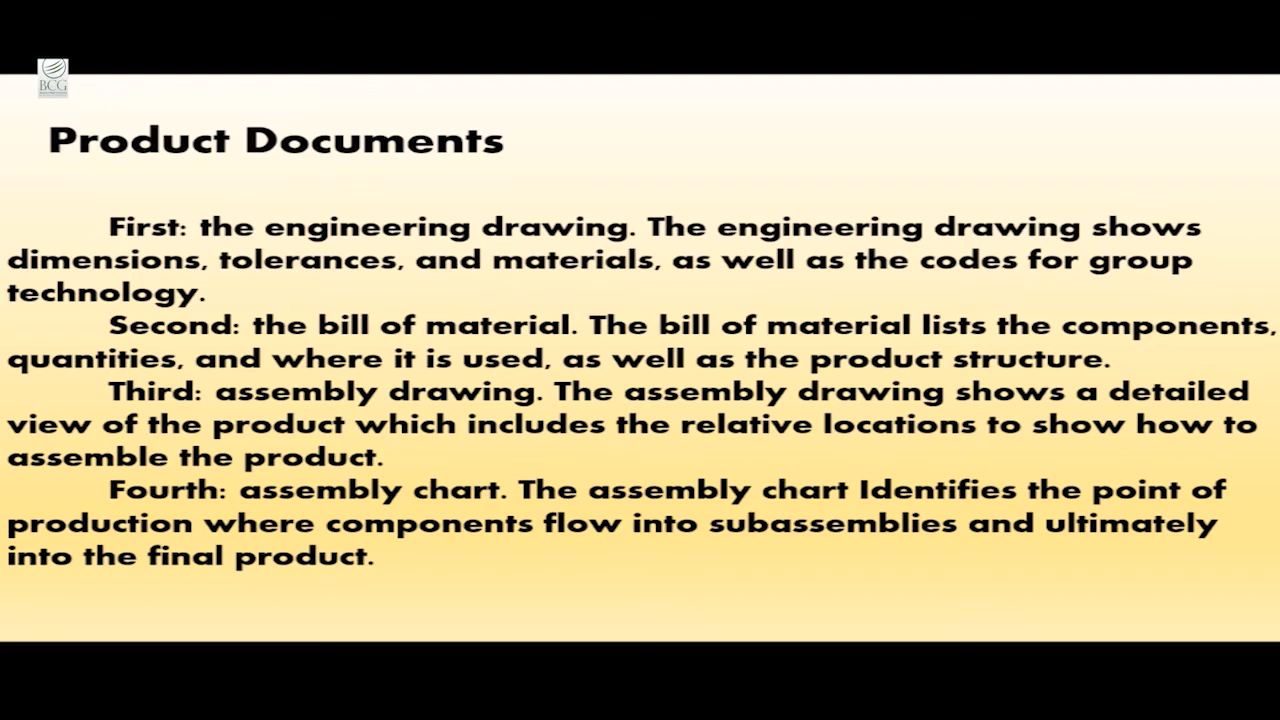 BCG
Product Documents
First: the engineering drawing. The engineering drawing shows
dimensions, tolerances, and materials, as well as the codes for group
technology.
Second: the bill of material. The bill of material lists the components,
quantities, and where it is used, as well as the product structure.
Third: assembly drawing. The assembly drawing shows a detailed
view of the product which includes the relative locations to show how to
assemble the product.
Fourth: assembly chart. The assembly chart Identifies the point of
production where components flow into subassemblies and ultimately
into the final product.